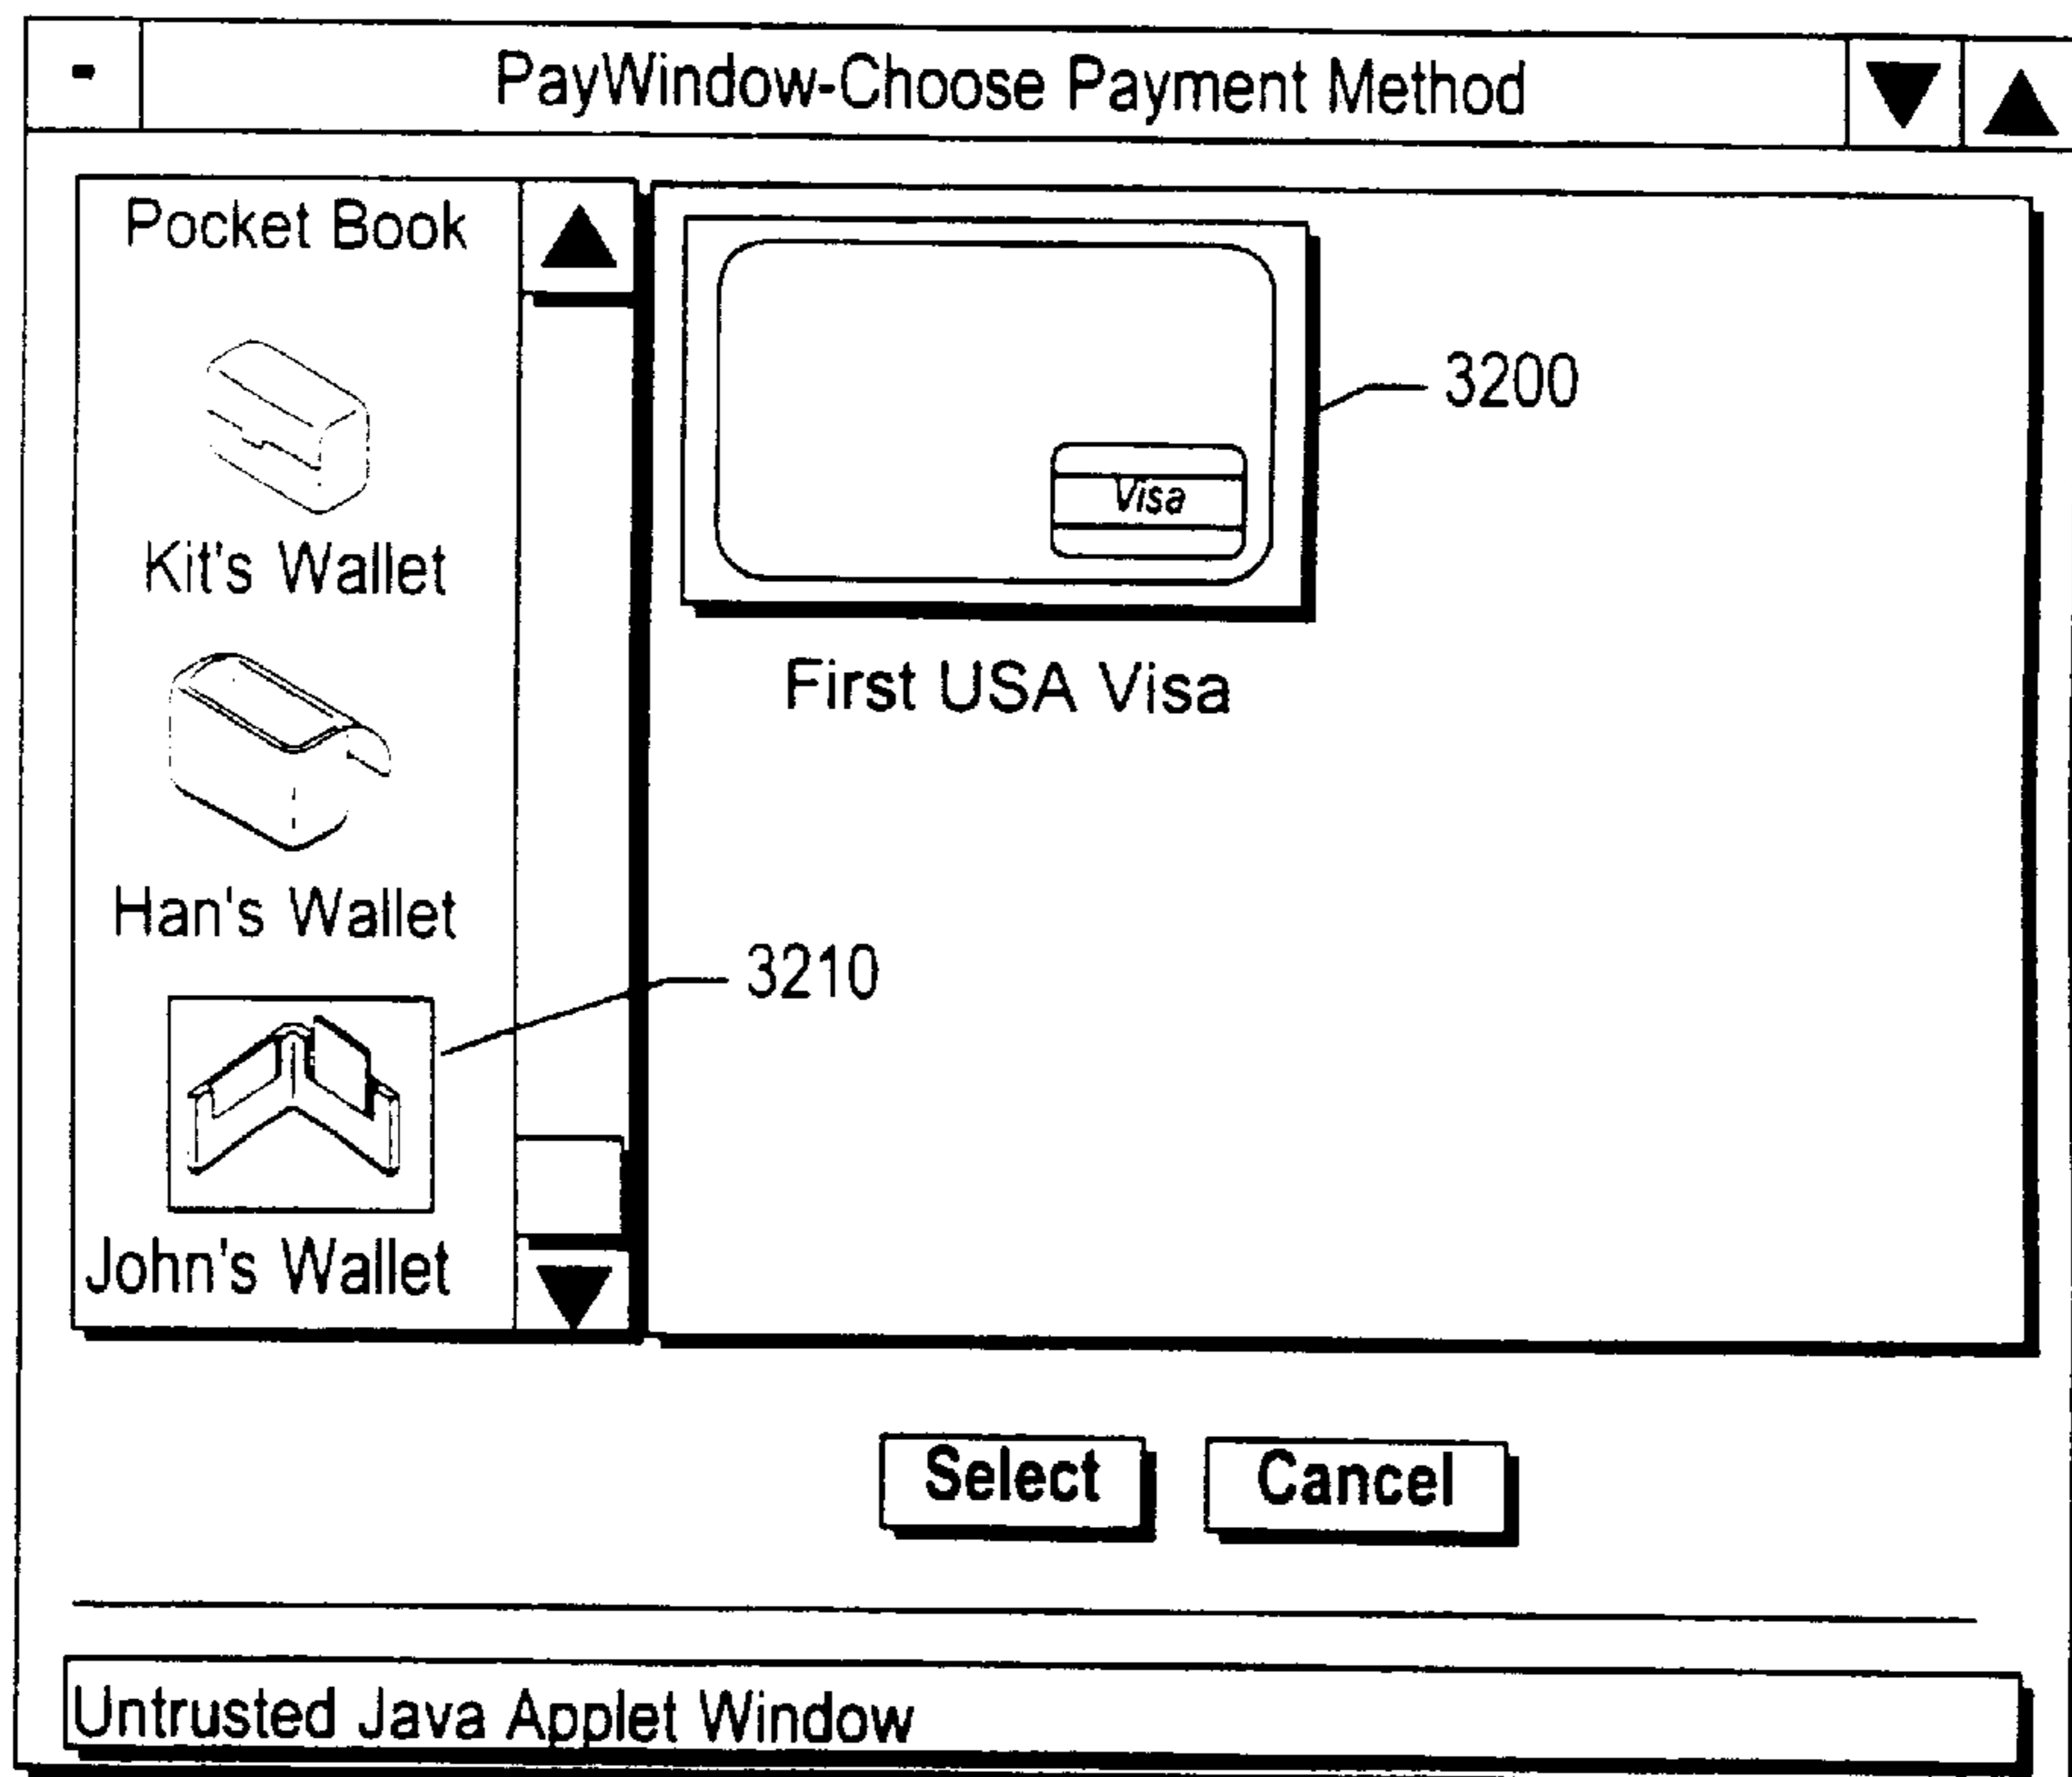 PayWindow-Choose Payment Method
Pocket Book
Kit's Wallet
Han's Wallet
John's Wallet
Visa
3200
First USA Visa
3210
Select
Cancel
Untrusted Java Applet Window